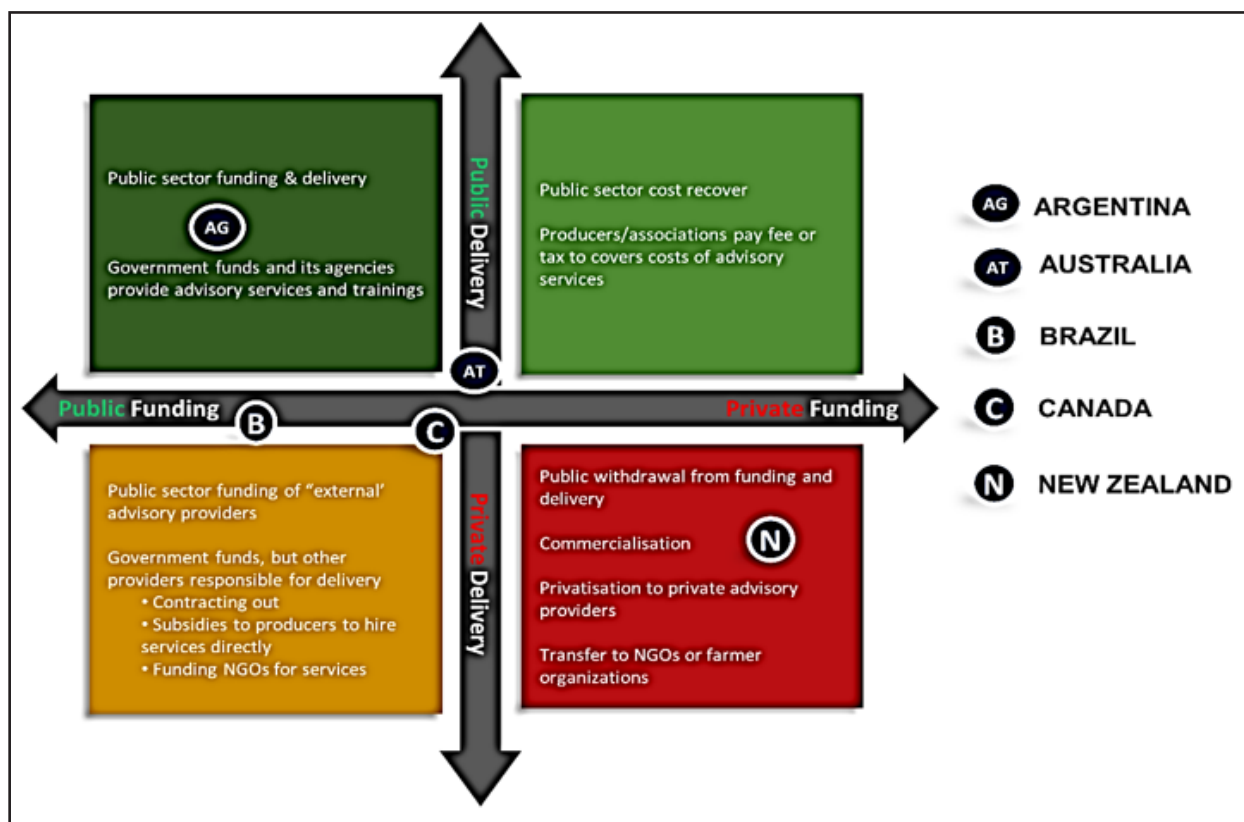 Public sector funding & delivery
AG
Government funds and its agencies
provide advisory services and trainings
Public Delivery
Public sector cost recover
Producers/associations pay fee or
tax to covers costs of advisory
services
AT
Public Funding
Private Funding
B
C
Public sector funding of “external’
advisory providers
Government funds, but other
providers responsible for delivery
• Contracting out
• Subsidies to producers to hire
services directly
• Funding NGOs for services
Private Delivery
Public withdrawal from funding and
delivery
Commercialisation
N
Privatisation to private advisory
providers
Transfer to NGOs or farmer
organizations
AG ARGENTINA
AT AUSTRALIA
B BRAZIL
C CANADA
N NEW ZEALAND